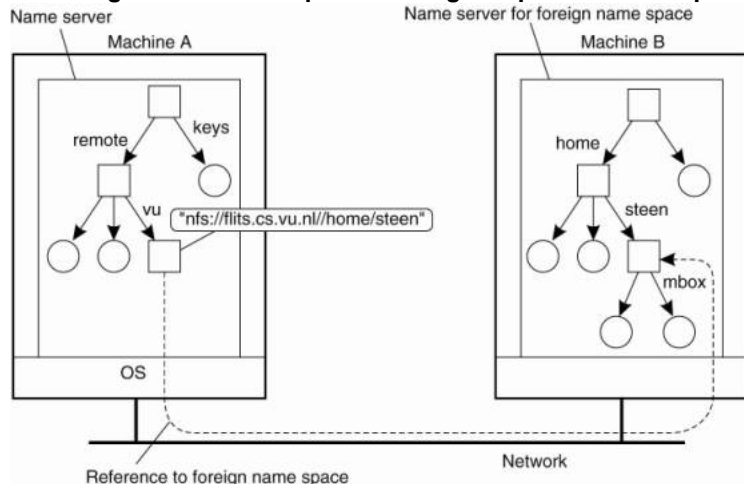 Name server
Name server for foreign name space
Machine A
Machine B
keys
remote
home
vu
"nfs://flits.cs.vu.nl//home/steen"
steen
mbox
OS
Network
Reference to foreign name space